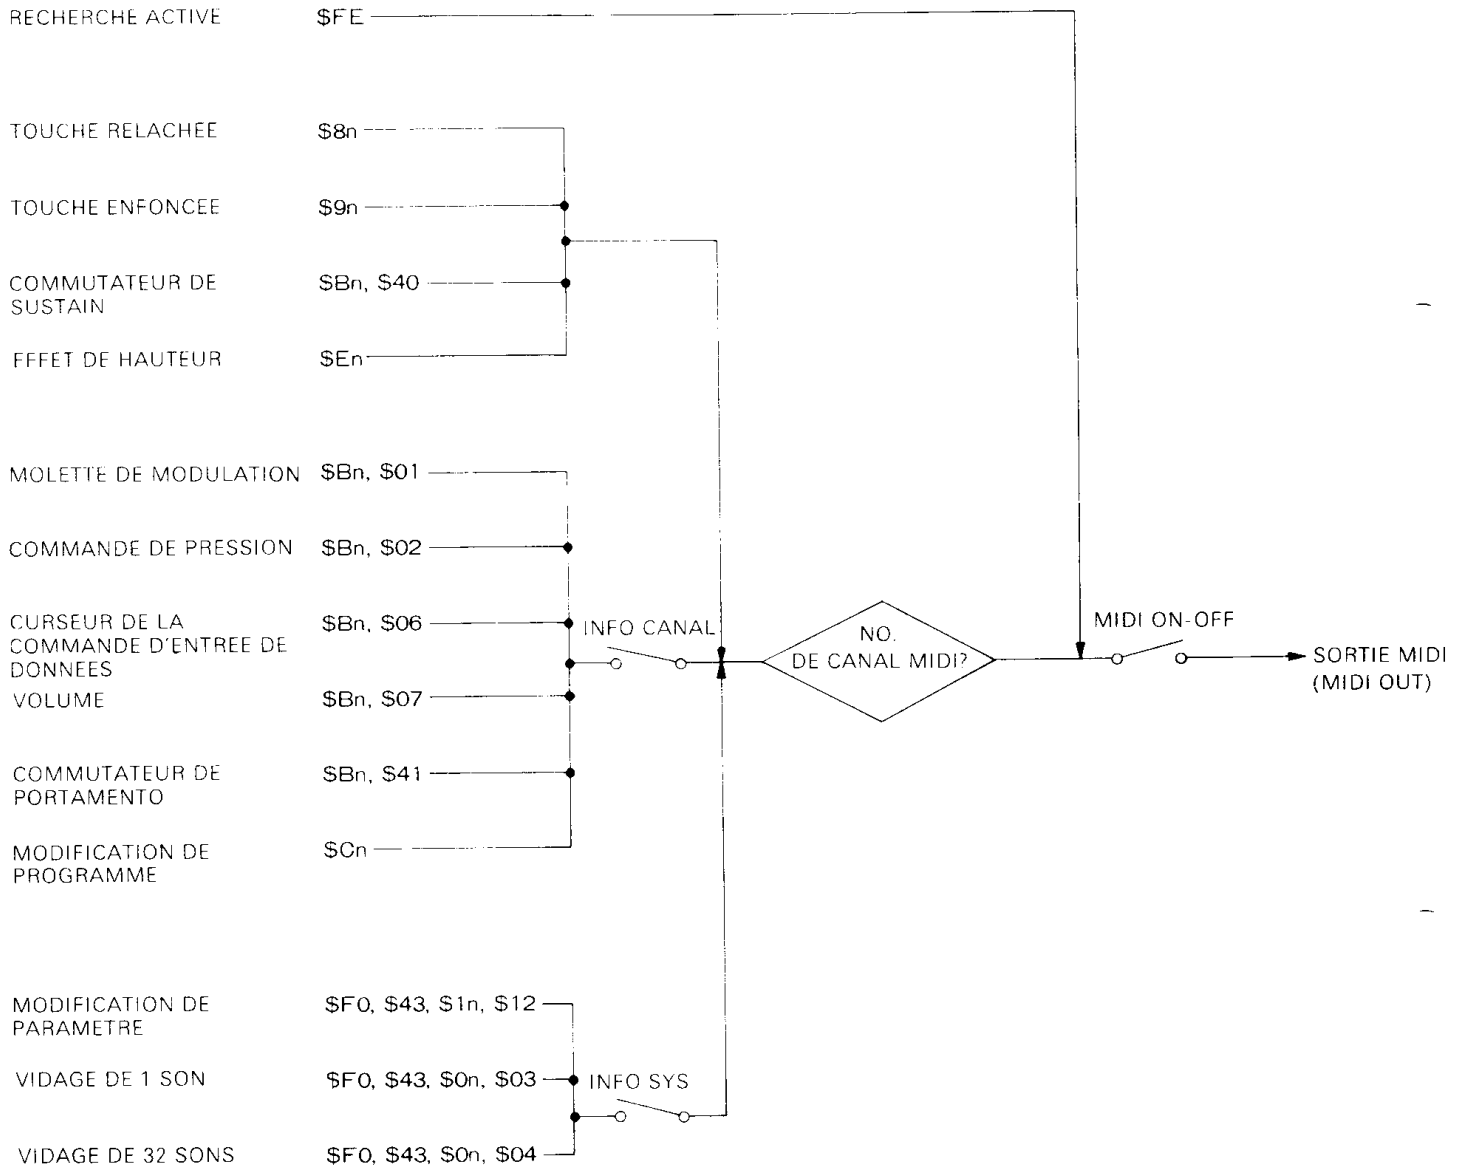 RECHERCHE ACTIVE $FE
TOUCHE RELACHEE $8n
TOUCHE ENFONCEE $9n
COMMUTATEUR DE $Bn, $40
SUSTAIN
EFFET DE HAUTEUR $En
MOLETTE DE MODULATION $Bn, $01
COMMANDE DE PRESSION $Bn, $02
CURSEUR DE LA $Bn, $06
COMMANDE D'ENTREE DE
DONNEES
INFO CANAL
NO.
DE CANAL MIDI?
MIDI ON-OFF
SORTIE MIDI
(MIDI OUT)
VOLUME $Bn, $07
COMMUTATEUR DE $Bn, $41
PORTAMENTO
MODIFICATION DE $Cn
PROGRAMME
MODIFICATION DE $F0, $43, $1n, $12
PARAMETRE
VIDAGE DE 1 SON $F0, $43, $0n, $03
INFO SYS
VIDAGE DE 32 SONS $F0, $43, $0n, $04